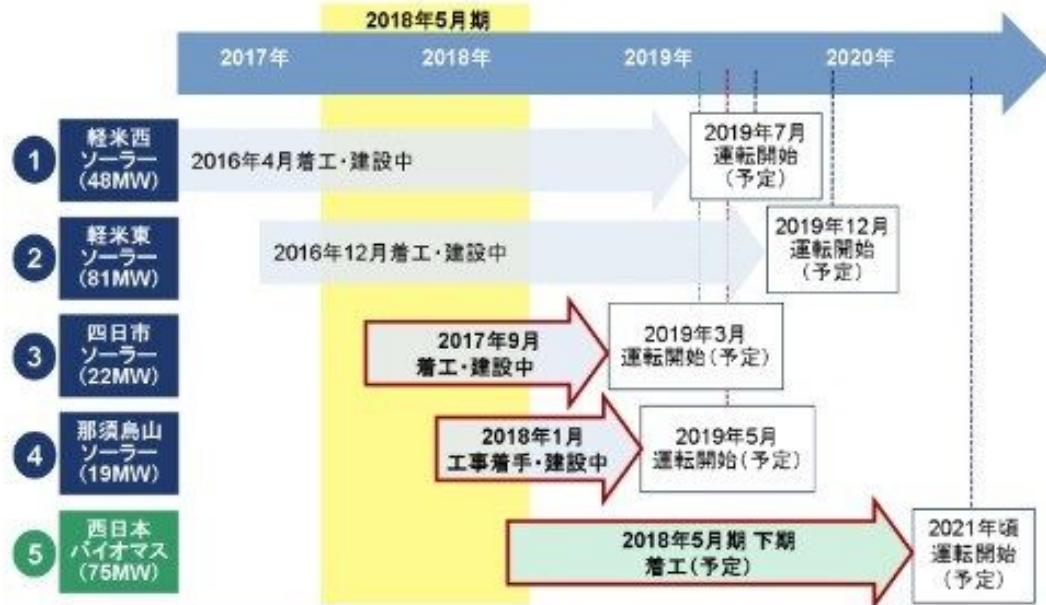 2018年5月期
2017年 2018年 2019年 2020年
1
軽米西
ソーラー
(48MW)
2016年4月着工・建設中
2019年7月
運転開始
(予定)
2
軽米東
ソーラー
(81MW)
2016年12月着工・建設中
2019年12月
運転開始
(予定)
3
四日市
ソーラー
(22MW)
2017年9月
着工・建設中
2019年3月
運転開始(予定)
4
那須烏山
ソーラー
(19MW)
2018年1月
工事着手・建設中
2019年5月
運転開始(予定)
5
西日本
バイオマス
(75MW)
2018年5月期 下期
着工(予定)
2021年頃
運転開始
(予定)